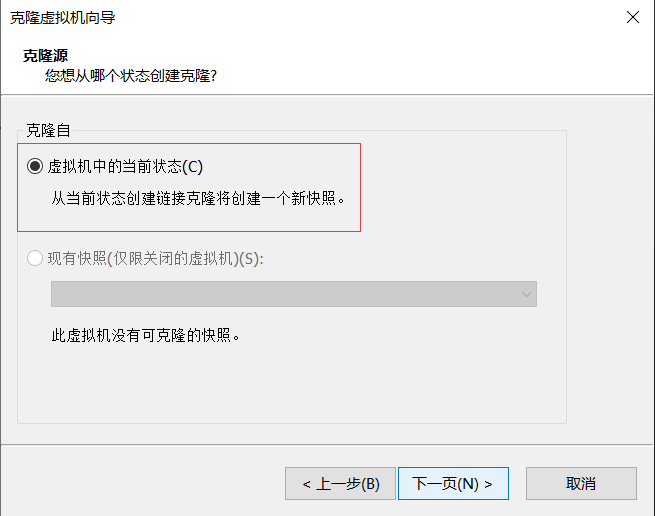 克隆虚拟机向导
克隆源
您想从哪个状态创建克隆?
克隆自
虚拟机中的当前状态(C)
从当前状态创建链接克隆将创建一个新快照。
现有快照(仅限关闭的虚拟机)(S):
此虚拟机没有可克隆的快照。
< 上一步(B) 下一页(N) > 取消